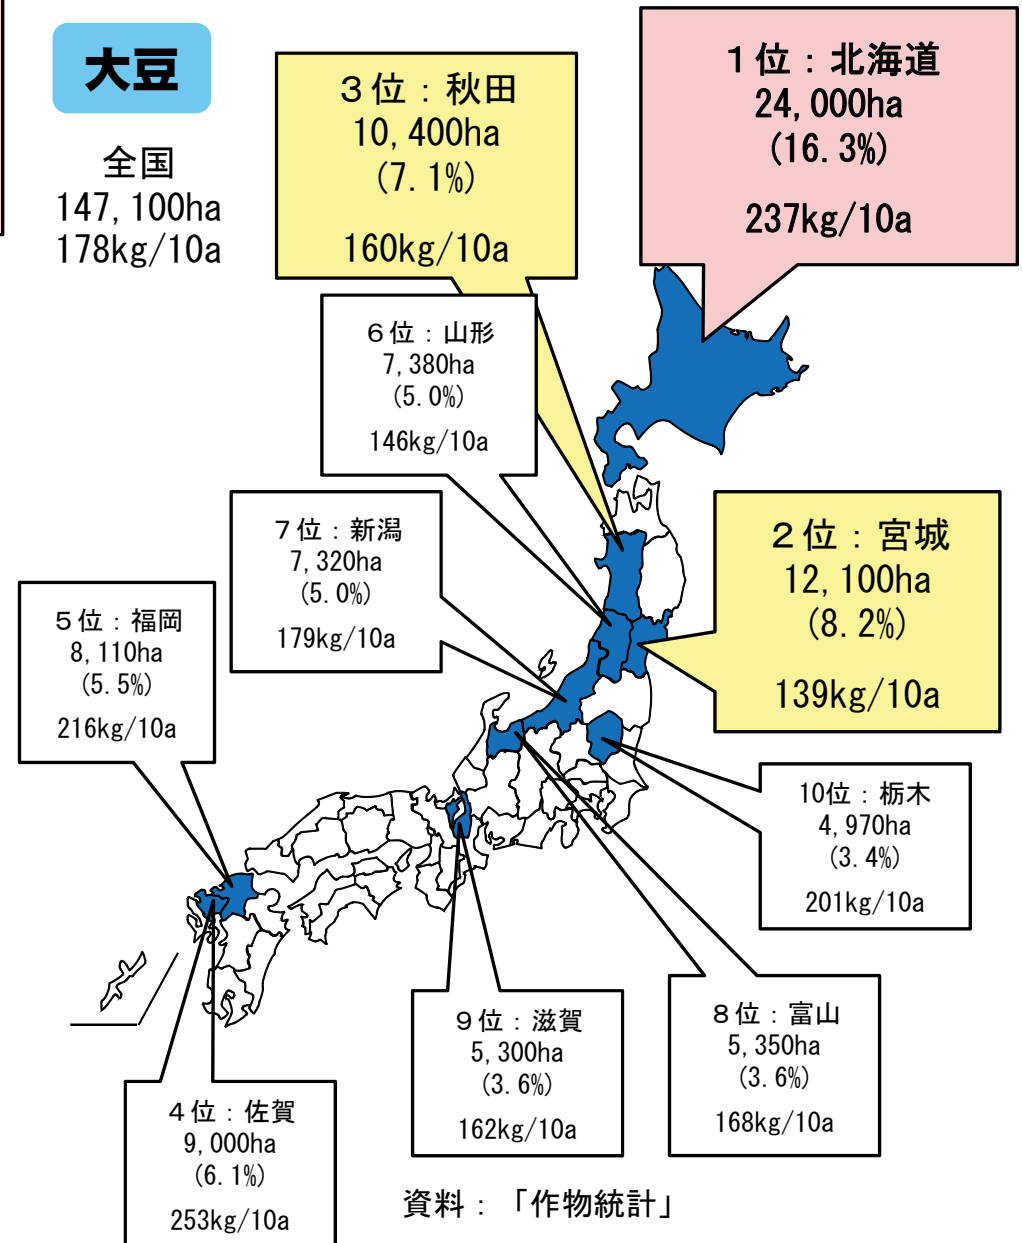 大豆
全国
147,100ha
178kg/10a
3位：秋田
10,400ha
(7.1%)
160kg/10a
1位：北海道
24,000ha
(16.3%)
237kg/10a
6位：山形
7,380ha
(5.0%)
146kg/10a
7位：新潟
7,320ha
(5.0%)
179kg/10a
2位：宮城
12,100ha
(8.2%)
139kg/10a
5位：福岡
8,110ha
(5.5%)
216kg/10a
10位：栃木
4,970ha
(3.4%)
201kg/10a
9位：滋賀
5,300ha
(3.6%)
162kg/10a
8位：富山
5,350ha
(3.6%)
168kg/10a
4位：佐賀
9,000ha
(6.1%)
253kg/10a
資料：「作物統計」